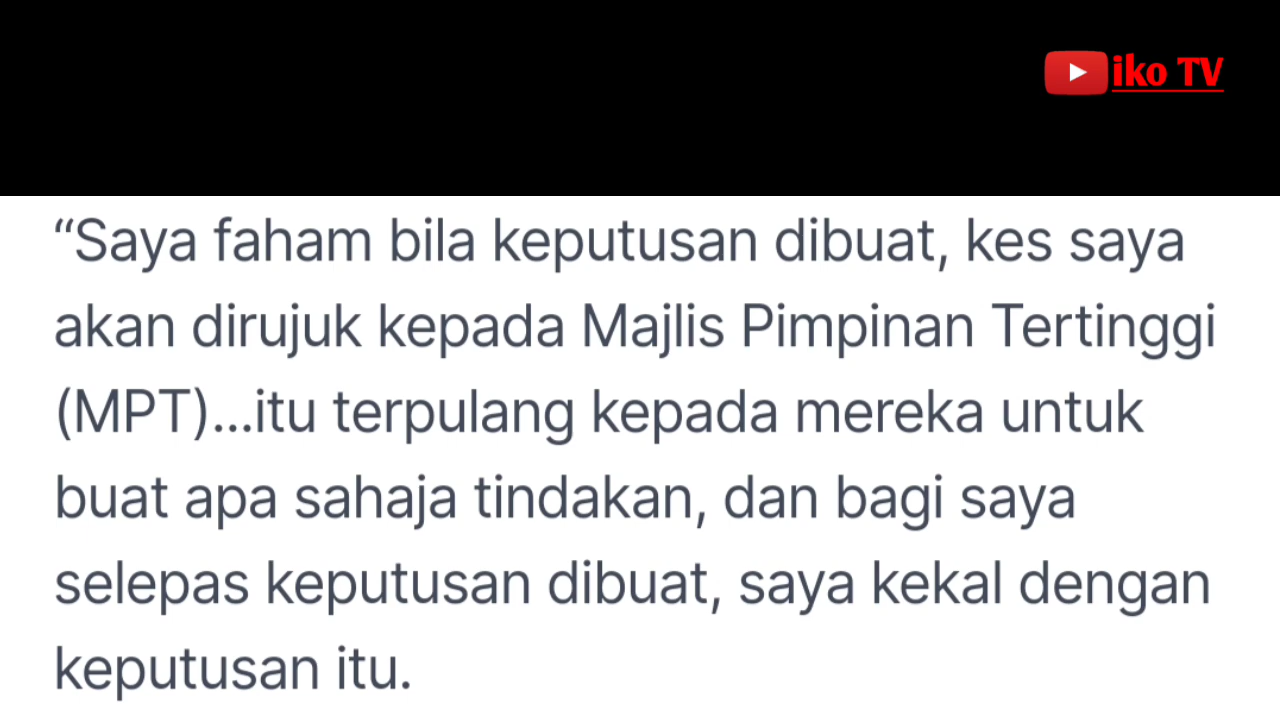 iko TV
“Saya faham bila keputusan dibuat, kes saya
akan dirujuk kepada Majlis Pimpinan Tertinggi
(MPT)...itu terpulang kepada mereka untuk
buat apa sahaja tindakan, dan bagi saya
selepas keputusan dibuat, saya kekal dengan
keputusan itu.